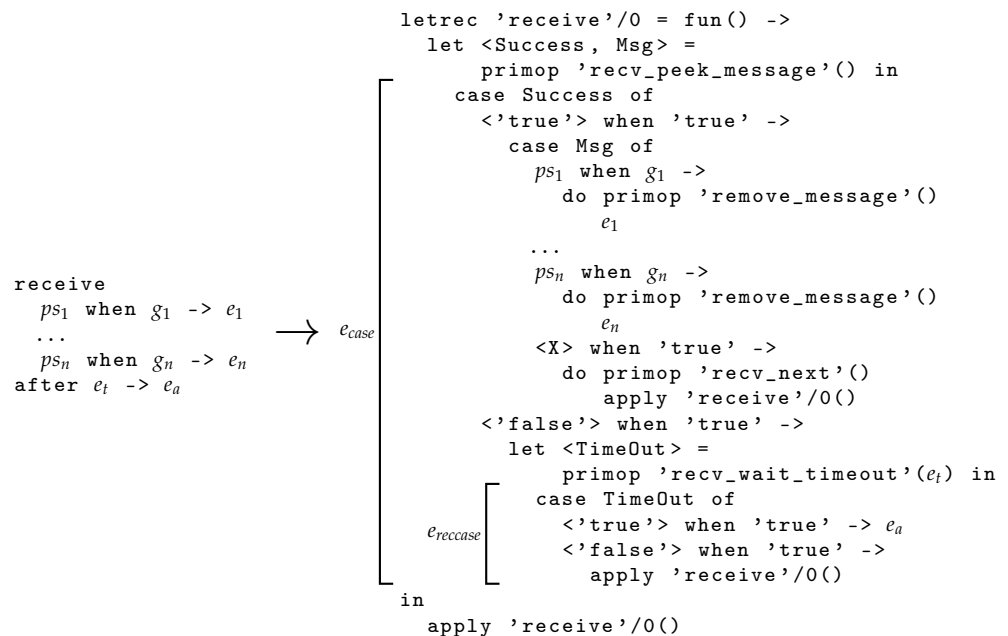 letrec 'receive'/0 = fun() ->
let <Success, Msg> =
primop 'recv_peek_message'() in
case Success of
<'true'> when 'true' ->
case Msg of
ps₁ when g₁ ->
do primop 'remove_message'()
e₁
...
psₙ when gₙ ->
do primop 'remove_message'()
eₙ
<X> when 'true' ->
do primop 'recv_next'()
apply 'receive'/0()
<'false'> when 'true' ->
let <TimeOut> =
primop 'recv_wait_timeout'(eₜ) in
case TimeOut of
<'true'> when 'true' -> eₐ
<'false'> when 'true' ->
apply 'receive'/0()
in
apply 'receive'/0()
receive
ps₁ when g₁ -> e₁
...
psₙ when gₙ -> eₙ
after eₜ -> eₐ
⟶
e_case
e_reccase